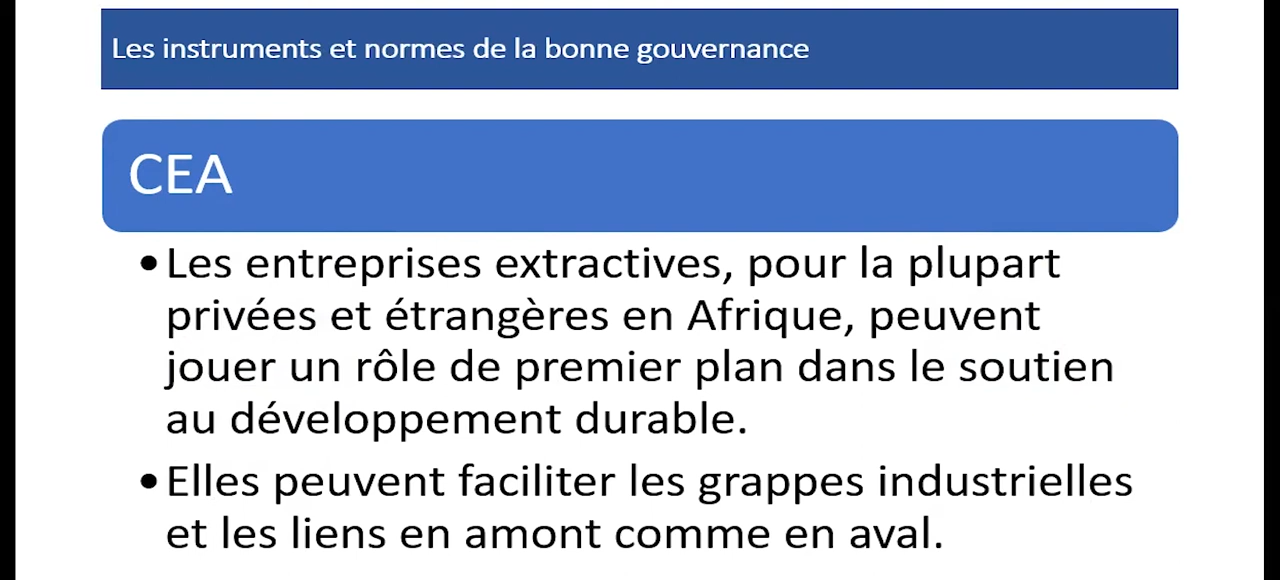 Les instruments et normes de la bonne gouvernance
CEA
•Les entreprises extractives, pour la plupart
privées et étrangères en Afrique, peuvent
jouer un rôle de premier plan dans le soutien
au développement durable.
•Elles peuvent faciliter les grappes industrielles
et les liens en amont comme en aval.